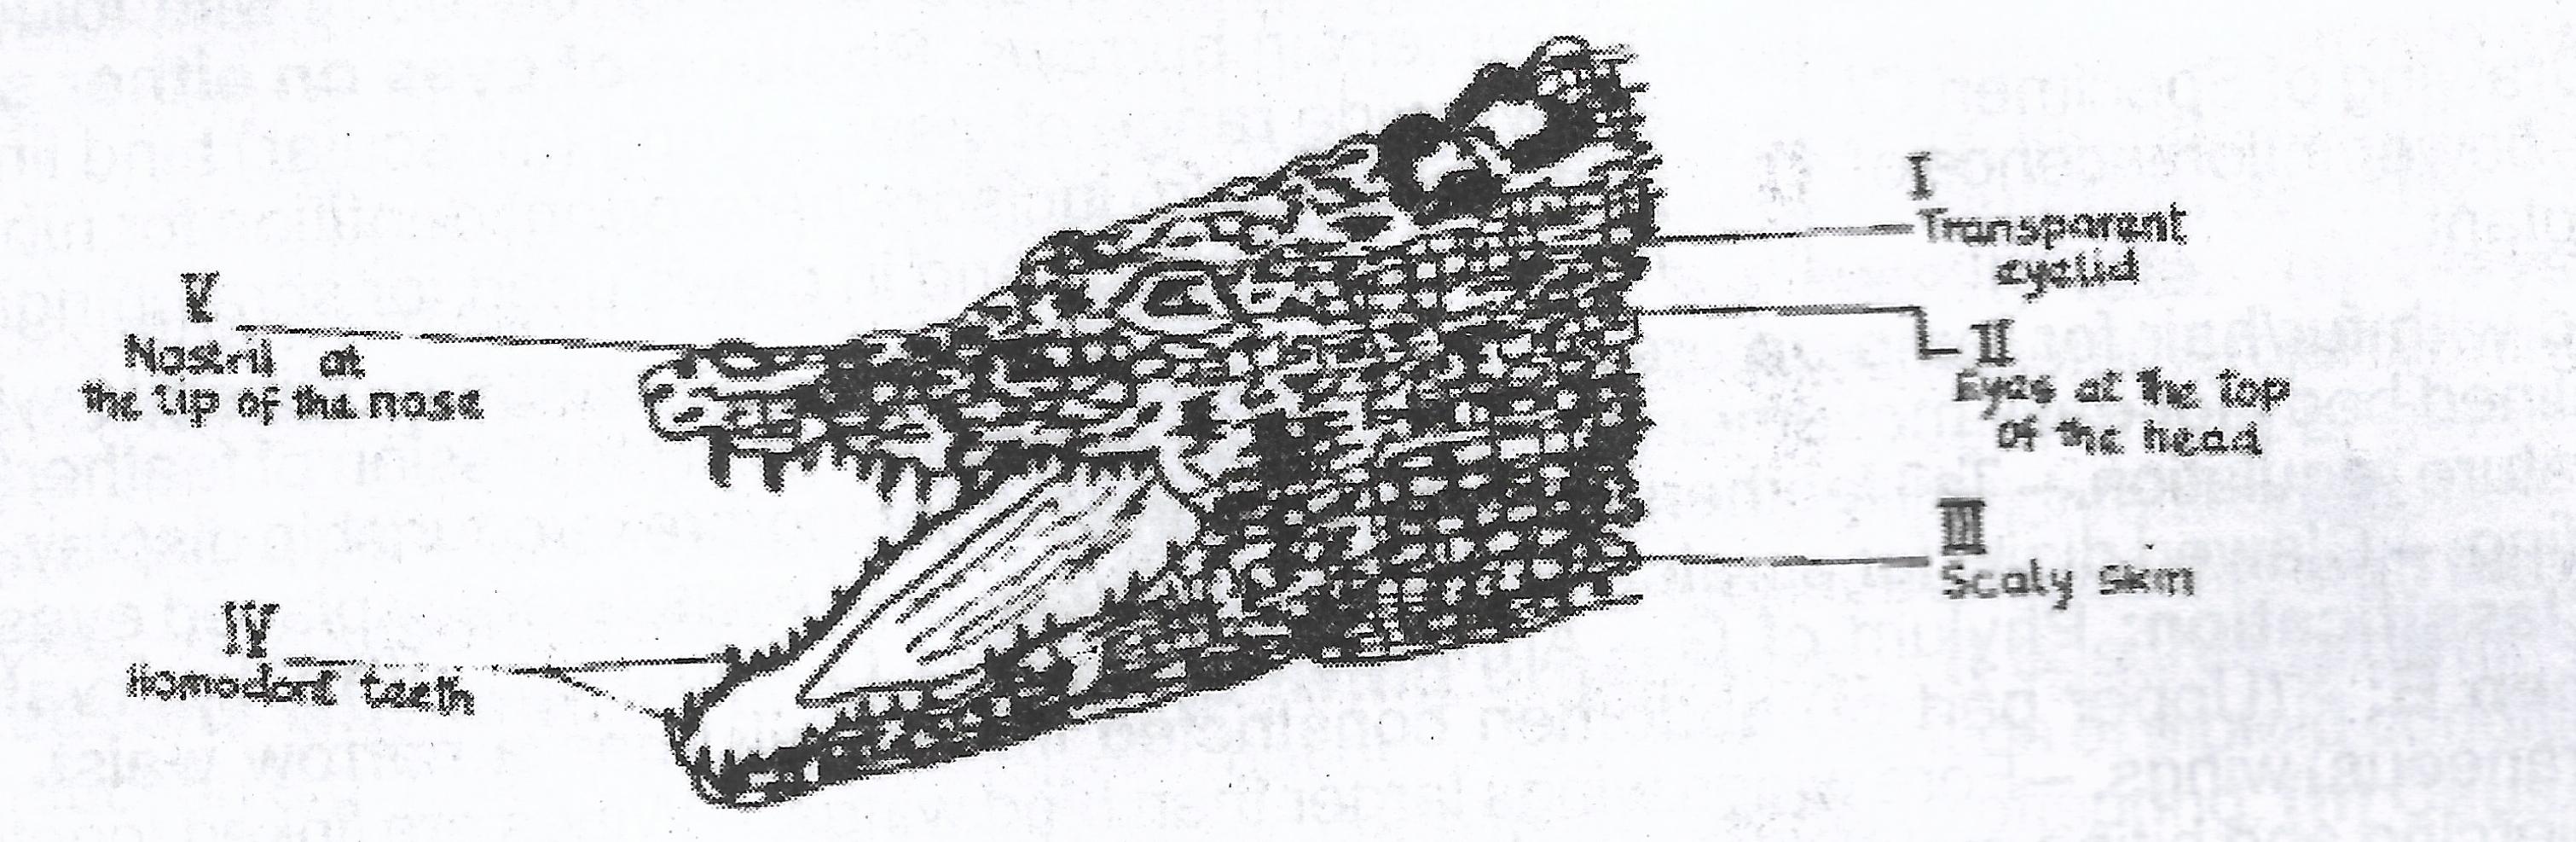 I
Transparent
eyelid
II
Eyes at the top
of the head
III
Scaly skin
IV
Homodont teeth
V
Nostril at
the tip of the nose